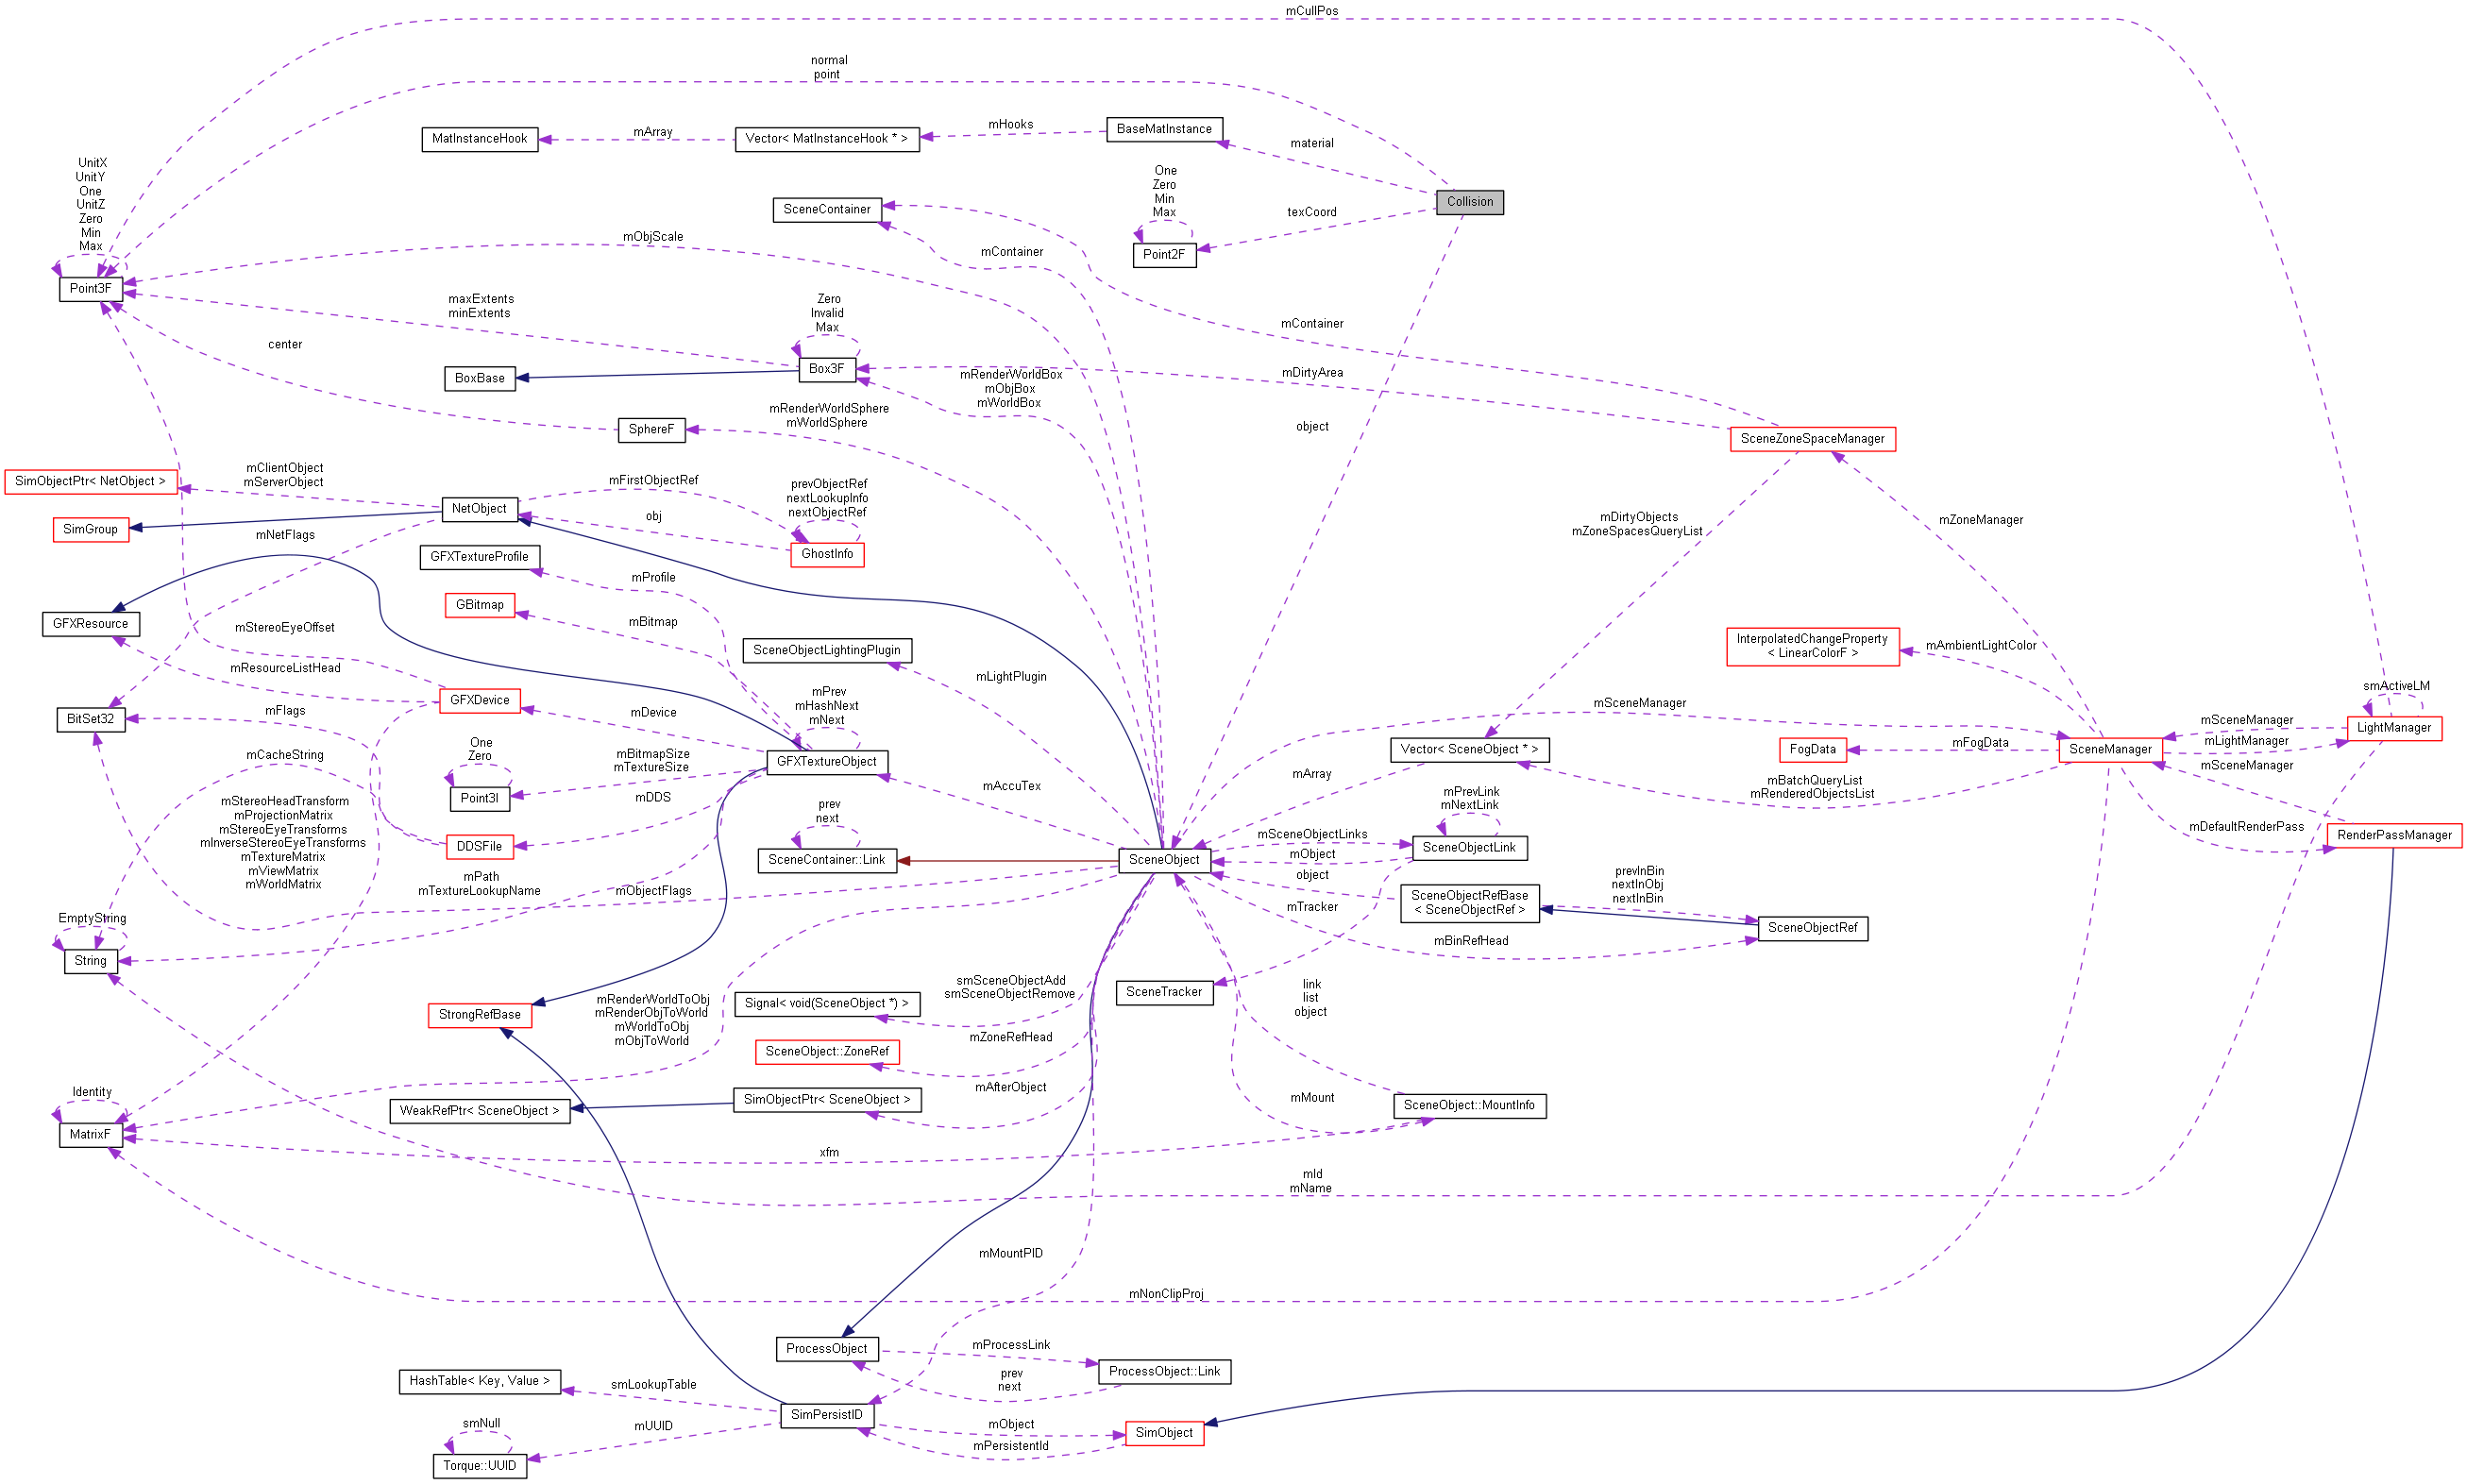 mCullPos
normal
point
MatInstanceHook
mArray
Vector< MatInstanceHook * >
mHooks
BaseMatInstance
material
UnitX
UnitY
One
UnitZ
Zero
Min
Max
Point3F
One
Zero
Min
Max
Point2F
texCoord
Collision
SceneContainer
mObjScale
mContainer
mContainer
maxExtents
minExtents
Zero
Invalid
Max
center
BoxBase
Box3F
mRenderWorldBox
mObjBox
mWorldBox
mDirtyArea
mRenderWorldSphere
mWorldSphere
SphereF
object
SceneZoneSpaceManager
SimObjectPtr< NetObject >
mClientObject
mServerObject
NetObject
mFirstObjectRef
prevObjectRef
nextLookupInfo
nextObjectRef
obj
GhostInfo
SimGroup
mNetFlags
mDirtyObjects
mZoneSpacesQueryList
mZoneManager
GFXTextureProfile
mProfile
GBitmap
mBitmap
GFXResource
mStereoEyeOffset
mResourceListHead
SceneObjectLightingPlugin
mLightPlugin
InterpolatedChangeProperty
< LinearColorF >
mAmbientLightColor
GFXDevice
mDevice
mPrev
mHashNext
mNext
GFXTextureObject
mSceneManager
smActiveLM
BitSet32
mFlags
mCacheString
One
Zero
Point3I
mBitmapSize
mTextureSize
mDDS
mAccuTex
Vector< SceneObject * >
mArray
FogData
mFogData
SceneManager
mSceneManager
mLightManager
LightManager
mSceneManager
mBatchQueryList
mRenderedObjectsList
mStereoHeadTransform
mProjectionMatrix
mStereoEyeTransforms
mInverseStereoEyeTransforms
mTextureMatrix
mViewMatrix
mWorldMatrix
DDSFile
prev
next
SceneContainer::Link
SceneObject
mSceneObjectLinks
mObject
mPrevLink
mNextLink
SceneObjectLink
mDefaultRenderPass
RenderPassManager
mPath
mTextureLookupName
mObjectFlags
object
mTracker
SceneObjectRefBase
< SceneObjectRef >
prevInBin
nextInObj
nextInBin
SceneObjectRef
mBinRefHead
EmptyString
String
StrongRefBase
mRenderWorldToObj
mRenderObjToWorld
mWorldToObj
mObjToWorld
Signal< void(SceneObject *) >
smSceneObjectAdd
smSceneObjectRemove
SceneTracker
link
list
object
SceneObject::ZoneRef
mZoneRefHead
Identity
MatrixF
WeakRefPtr< SceneObject >
SimObjectPtr< SceneObject >
mAfterObject
mMount
SceneObject::MountInfo
xfm
mId
mName
mMountPID
mNonClipProj
ProcessObject
mProcessLink
ProcessObject::Link
prev
next
HashTable< Key, Value >
smLookupTable
SimPersistID
smNull
Torque::UUID
mUUID
mObject
mPersistentId
SimObject